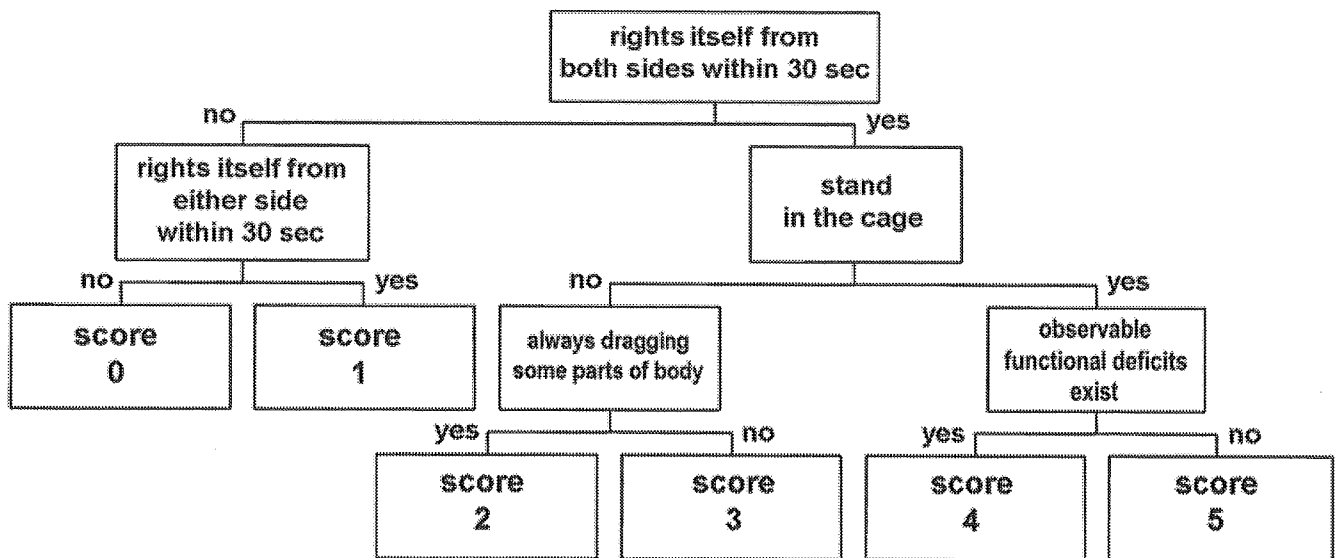 rights itself from
both sides within 30 sec
no
yes
rights itself from
either side
within 30 sec
stand
in the cage
no
yes
no
yes
score
0
score
1
always dragging
some parts of body
observable
functional deficits
exist
yes
no
yes
no
score
2
score
3
score
4
score
5